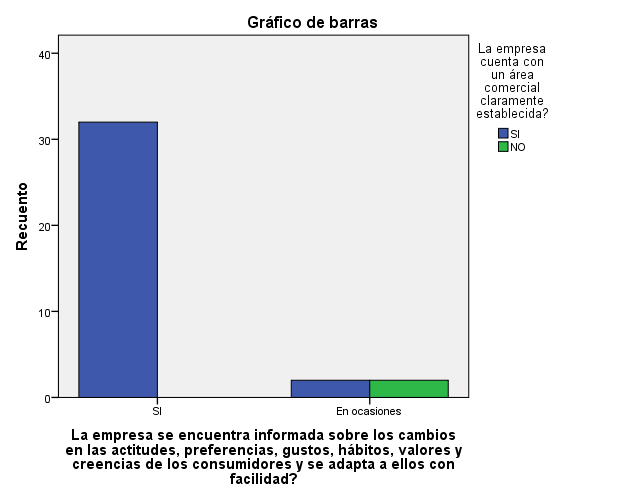 Gráfico de barras
La empresa
cuenta con
un área
comercial
claramente
establecida?
SI
NO
Recuento
40
30
20
10
0
SI
En ocasiones
La empresa se encuentra informada sobre los cambios
en las actitudes, preferencias, gustos, hábitos, valores y
creencias de los consumidores y se adapta a ellos con
facilidad?